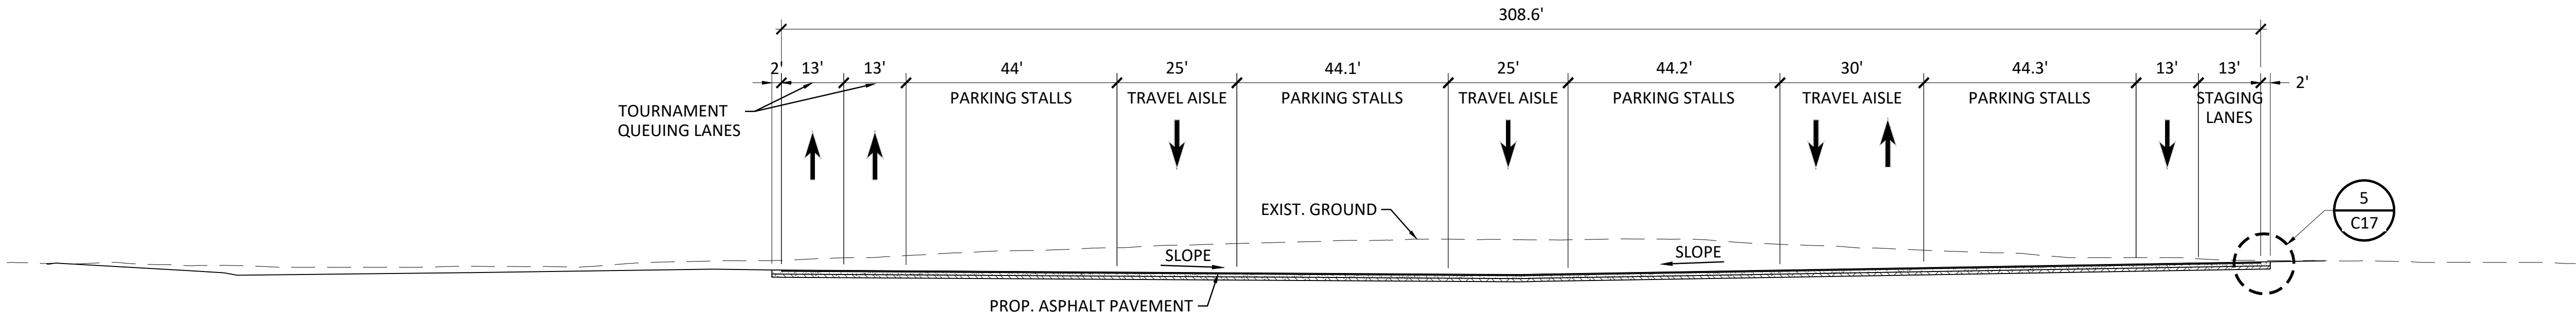 308.6'
2' 13' 13' 44' 25' 44.1' 25' 44.2' 30' 44.3' 13' 13' 2'
PARKING STALLS TRAVEL AISLE PARKING STALLS TRAVEL AISLE PARKING STALLS TRAVEL AISLE PARKING STALLS STAGING
LANES
TOURNAMENT
QUEUING LANES
EXIST. GROUND
5
C17
SLOPE SLOPE
PROP. ASPHALT PAVEMENT